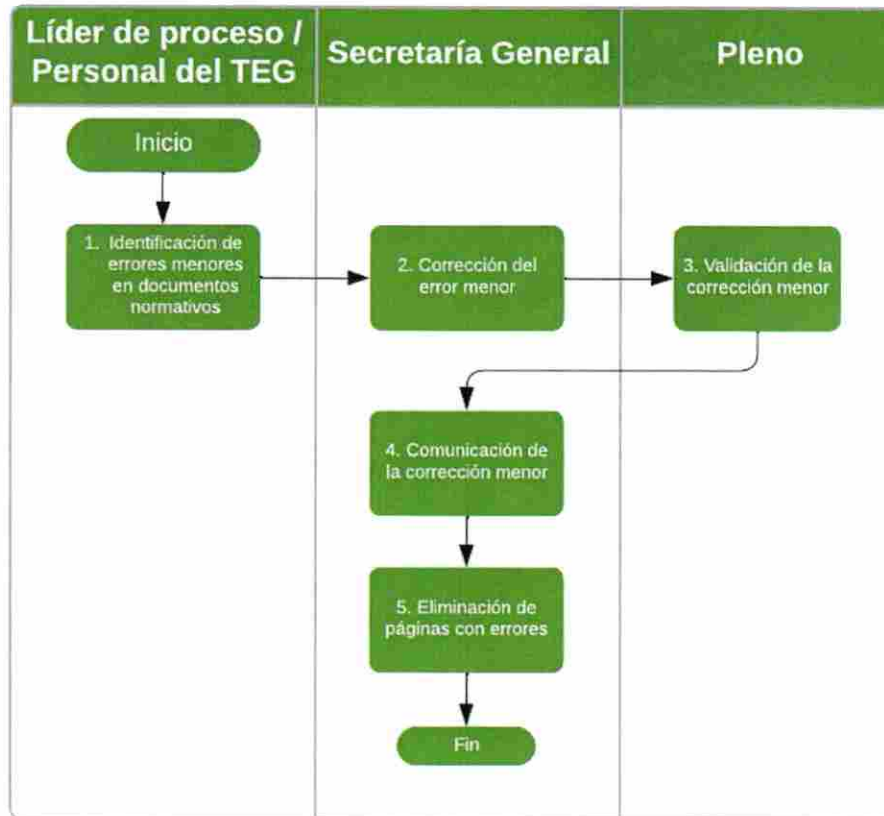 Líder de proceso /
Personal del TEG
Secretaría General
Pleno
Inicio
1. Identificación de
errores menores
en documentos
normativos
2. Corrección del
error menor
3. Validación de la
corrección menor
4. Comunicación de
la corrección menor
5. Eliminación de
páginas con errores
Fin